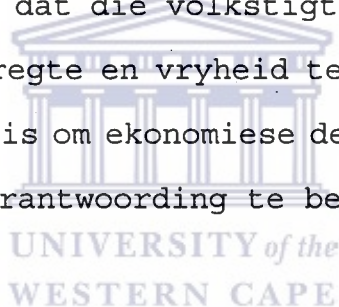 dat die volkstigt
regte en vryheid te
is om ekonomiese de
rantwoording te be
UNIVERSITY of the
WESTERN CAPE